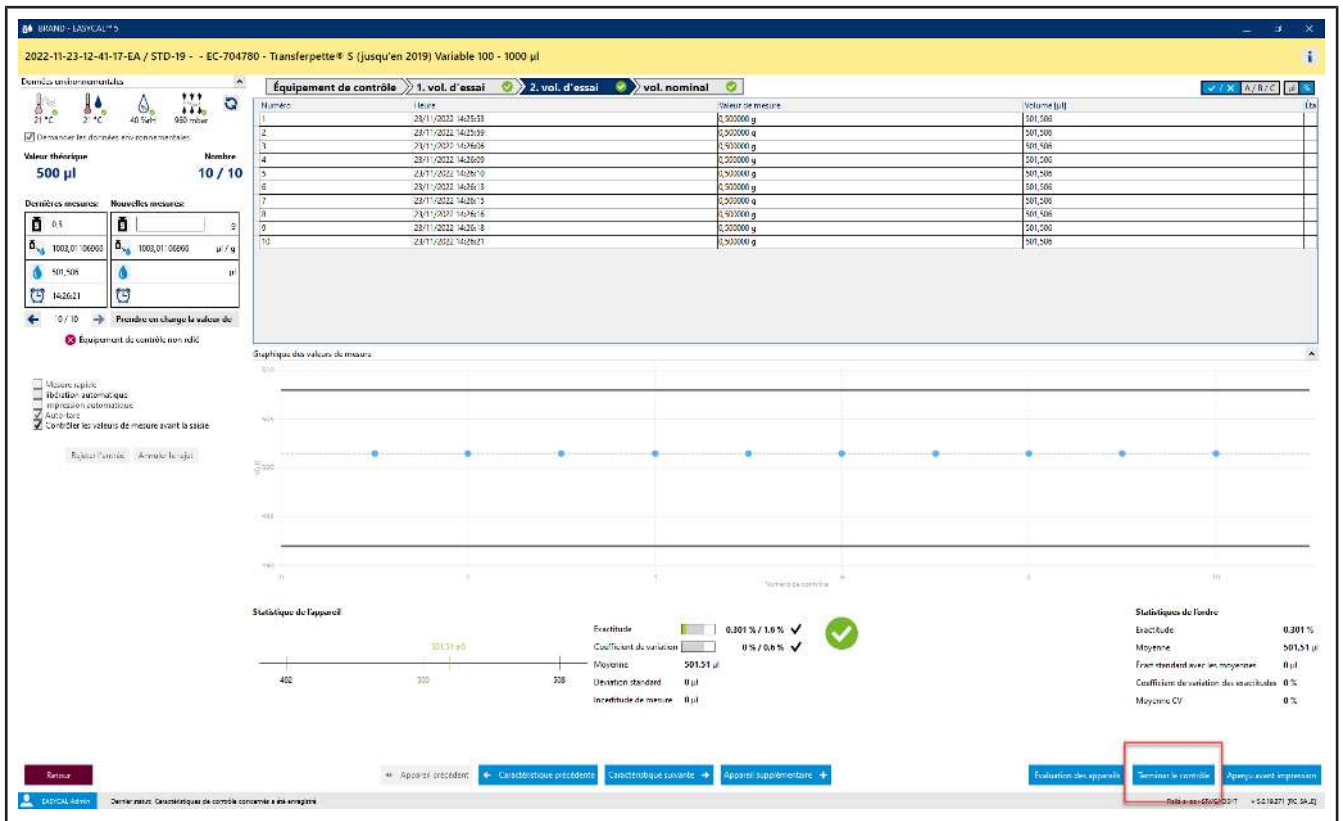 BRAND - EASYCAL™ 5
2022-11-23-12-41-17-EA / STD-19 - - EC-704780 - Transferpette® S (jusqu'en 2019) Variable 100 - 1000 µl
Données environnementales
21 °C 21 °C 40 %rH 960 mbar
Demander les données environnementales
Valeur théorique Nombre
500 µl 10 / 10
Dernières mesures: Nouvelles mesures:
0,5 g
1003,01106966 1003,01106966 µl / g
501,506 µl
14:26:21
10 / 10 Prendre en charge la valeur de
Équipement de contrôle non relié
Mesure rapide
libération automatique
Impression automatique
Auto-tare
Contrôler les valeurs de mesure avant la saisie
Rejeter l'entrée Annuler le rejet
Équipement de contrôle 1. vol. d'essai 2. vol. d'essai vol. nominal
A / B / C µl %
Numéro Heure Valeur de mesure Volume [µl] Éta
1 23/11/2022 14:25:53 0,500000 g 501,506
2 23/11/2022 14:25:59 0,500000 g 501,506
3 23/11/2022 14:26:06 0,500000 g 501,506
4 23/11/2022 14:26:09 0,500000 g 501,506
5 23/11/2022 14:26:10 0,500000 g 501,506
6 23/11/2022 14:26:13 0,500000 g 501,506
7 23/11/2022 14:26:15 0,500000 g 501,506
8 23/11/2022 14:26:16 0,500000 g 501,506
9 23/11/2022 14:26:18 0,500000 g 501,506
10 23/11/2022 14:26:21 0,500000 g 501,506
Graphique des valeurs de mesure
Numéro de contrôle
Statistique de l'appareil
501,51 ±0
492 500 508
Exactitude 0.301 % / 1.6 %
Coefficient de variation 0 % / 0,6 %
Moyenne 501.51 µl
Déviation standard 0 µl
Incertitude de mesure 0 µl
Statistiques de l'ordre
Exactitude 0.301 %
Moyenne 501,51 µl
Écart standard avec les moyennes 0 µl
Coefficient de variation des exactitudes 0 %
Moyenne CV 0 %
Retour
Appareil précédent Caractéristique précédente Caractéristique suivante Appareil supplémentaire
Évaluation des appareils Terminer le contrôle Aperçu avant impression
EASYCAL Admin Dernier statut: Caractéristiques de contrôle concernés a été enregistré